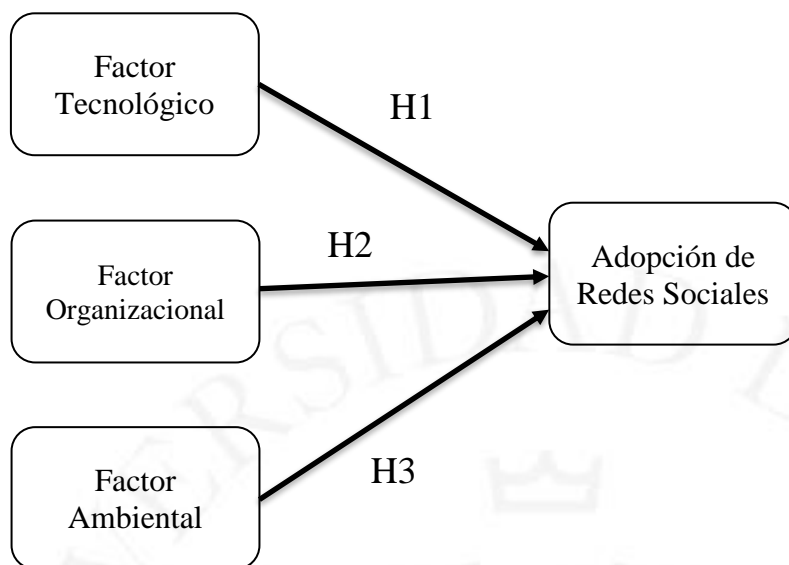 Factor
Tecnológico
H1
Factor
Organizacional
H2
Adopción de
Redes Sociales
Factor
Ambiental
H3